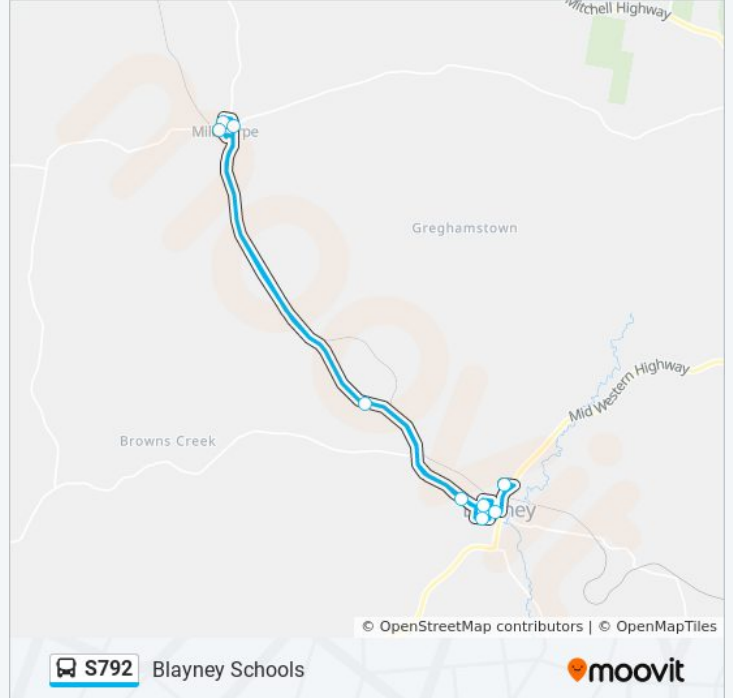 Mitchell Highway
Greghamstown
Mid Western Highway
Browns Creek
© OpenStreetMap contributors | © OpenMapTiles
S792 Blayney Schools
moovit